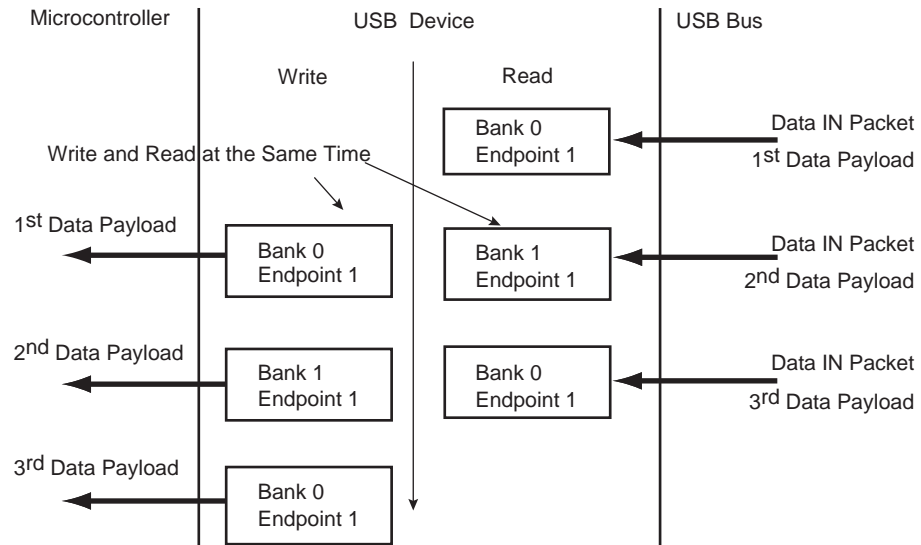 Microcontroller
USB Device
USB Bus
Write
Read
Bank 0
Endpoint 1
Data IN Packet
1st Data Payload
Write and Read at the Same Time
1st Data Payload
Bank 0
Endpoint 1
Bank 1
Endpoint 1
Data IN Packet
2nd Data Payload
2nd Data Payload
Bank 1
Endpoint 1
Bank 0
Endpoint 1
Data IN Packet
3rd Data Payload
3rd Data Payload
Bank 0
Endpoint 1